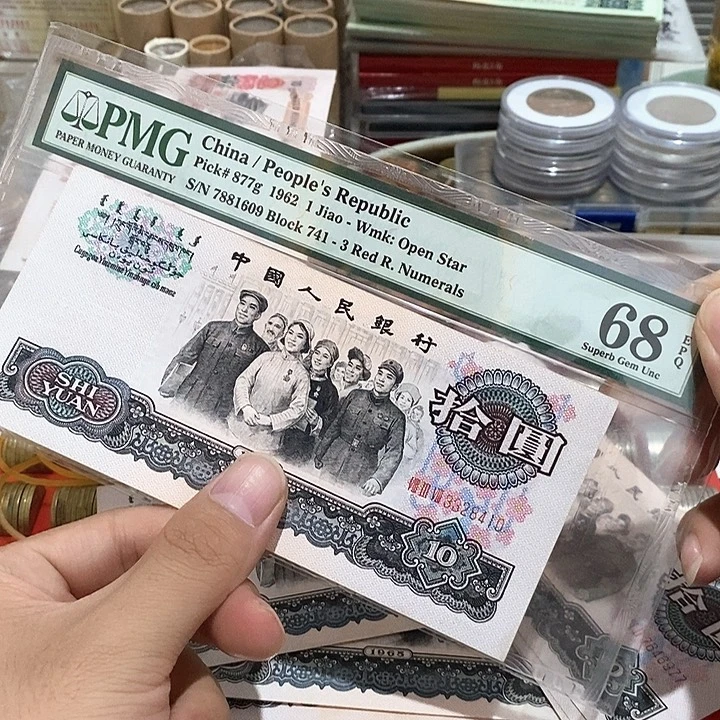 PMG
PAPER MONEY GUARANTY
China / People's Republic
Pick# 877g 1962 1 Jiao - Wmk: Open Star
S/N 7881609 Block 741 - 3 Red R. Numerals
68
EPQ
Superb Gem Unc
中國人民銀行
SHI
YUAN
拾圓
10
1965